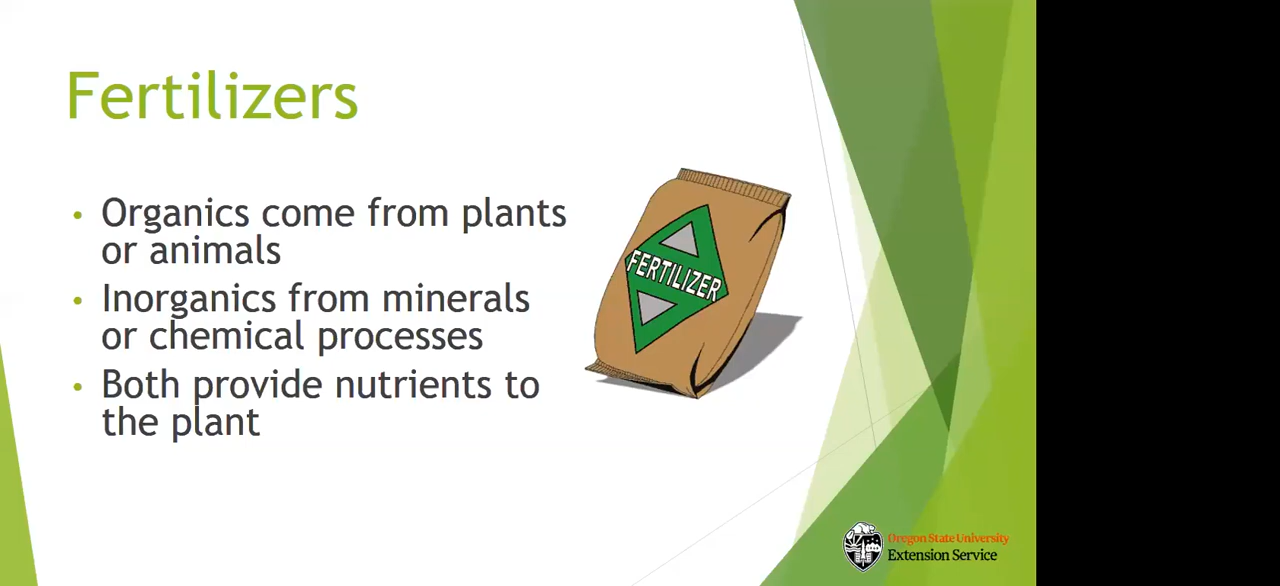 Fertilizers
• Organics come from plants
or animals
• Inorganics from minerals
or chemical processes
• Both provide nutrients to
the plant
FERTILIZER
Oregon State University
Extension Service